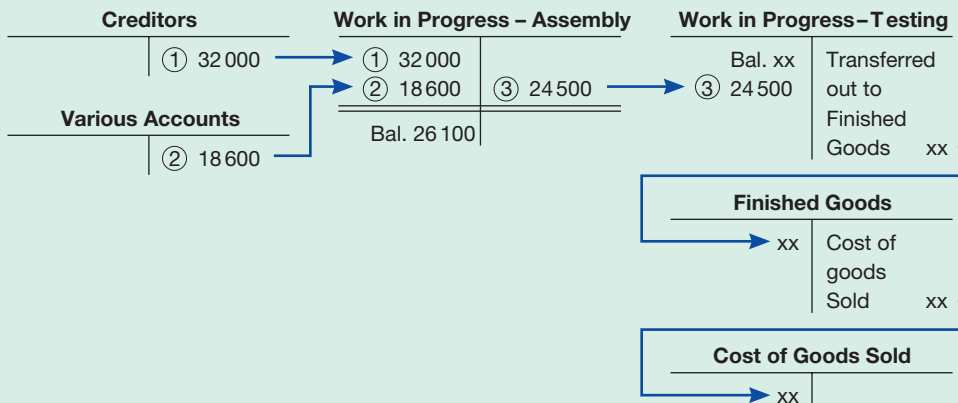 Creditors
① 32 000
Various Accounts
② 18 600
Work in Progress – Assembly
① 32 000
② 18 600
③ 24 500
Bal. 26 100
Work in Progress–Testing
Bal. xx
③ 24 500
Transferred
out to
Finished
Goods xx
Finished Goods
xx
Cost of
goods
Sold xx
Cost of Goods Sold
xx